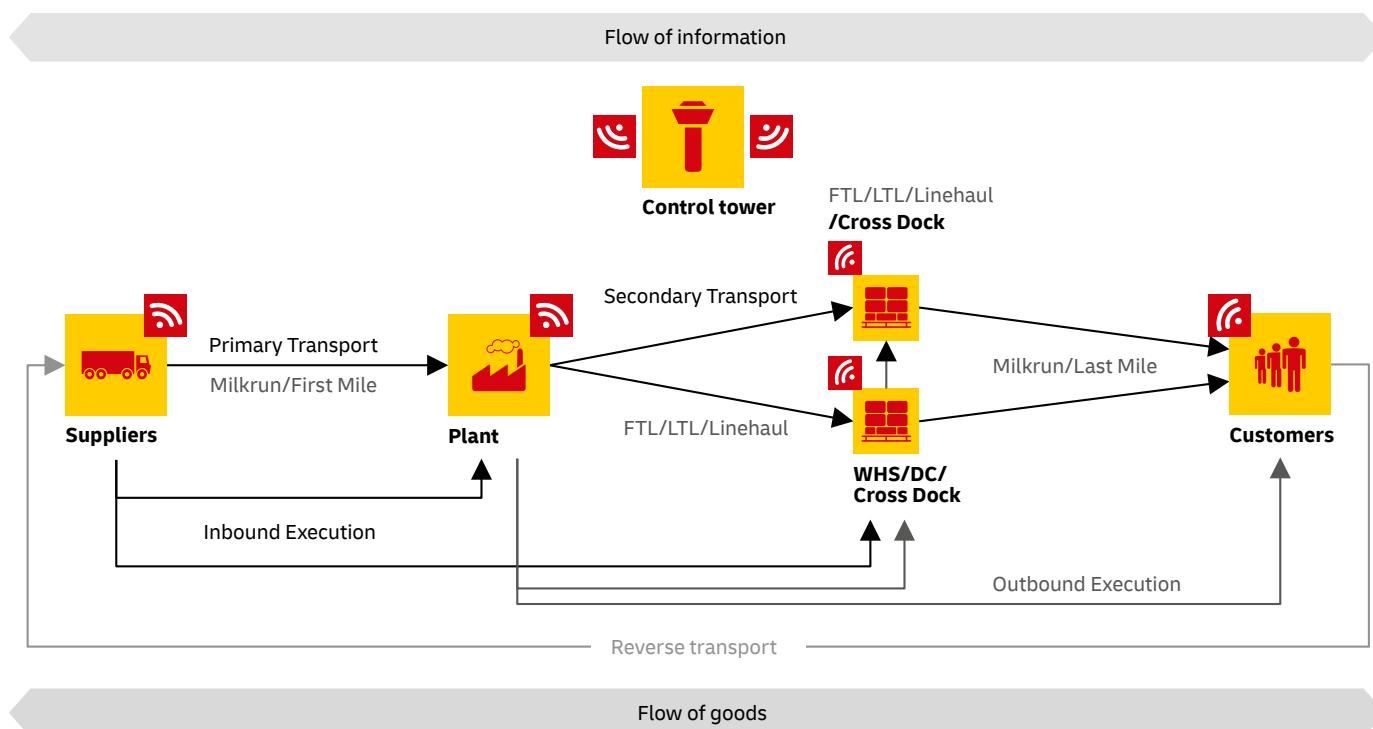 Flow of information
Control tower
FTL/LTL/Linehaul
/Cross Dock
Secondary Transport
Primary Transport
Milkrun/First Mile
Milkrun/Last Mile
FTL/LTL/Linehaul
Suppliers
Plant
Customers
WHS/DC/
Cross Dock
Inbound Execution
Outbound Execution
Reverse transport
Flow of goods